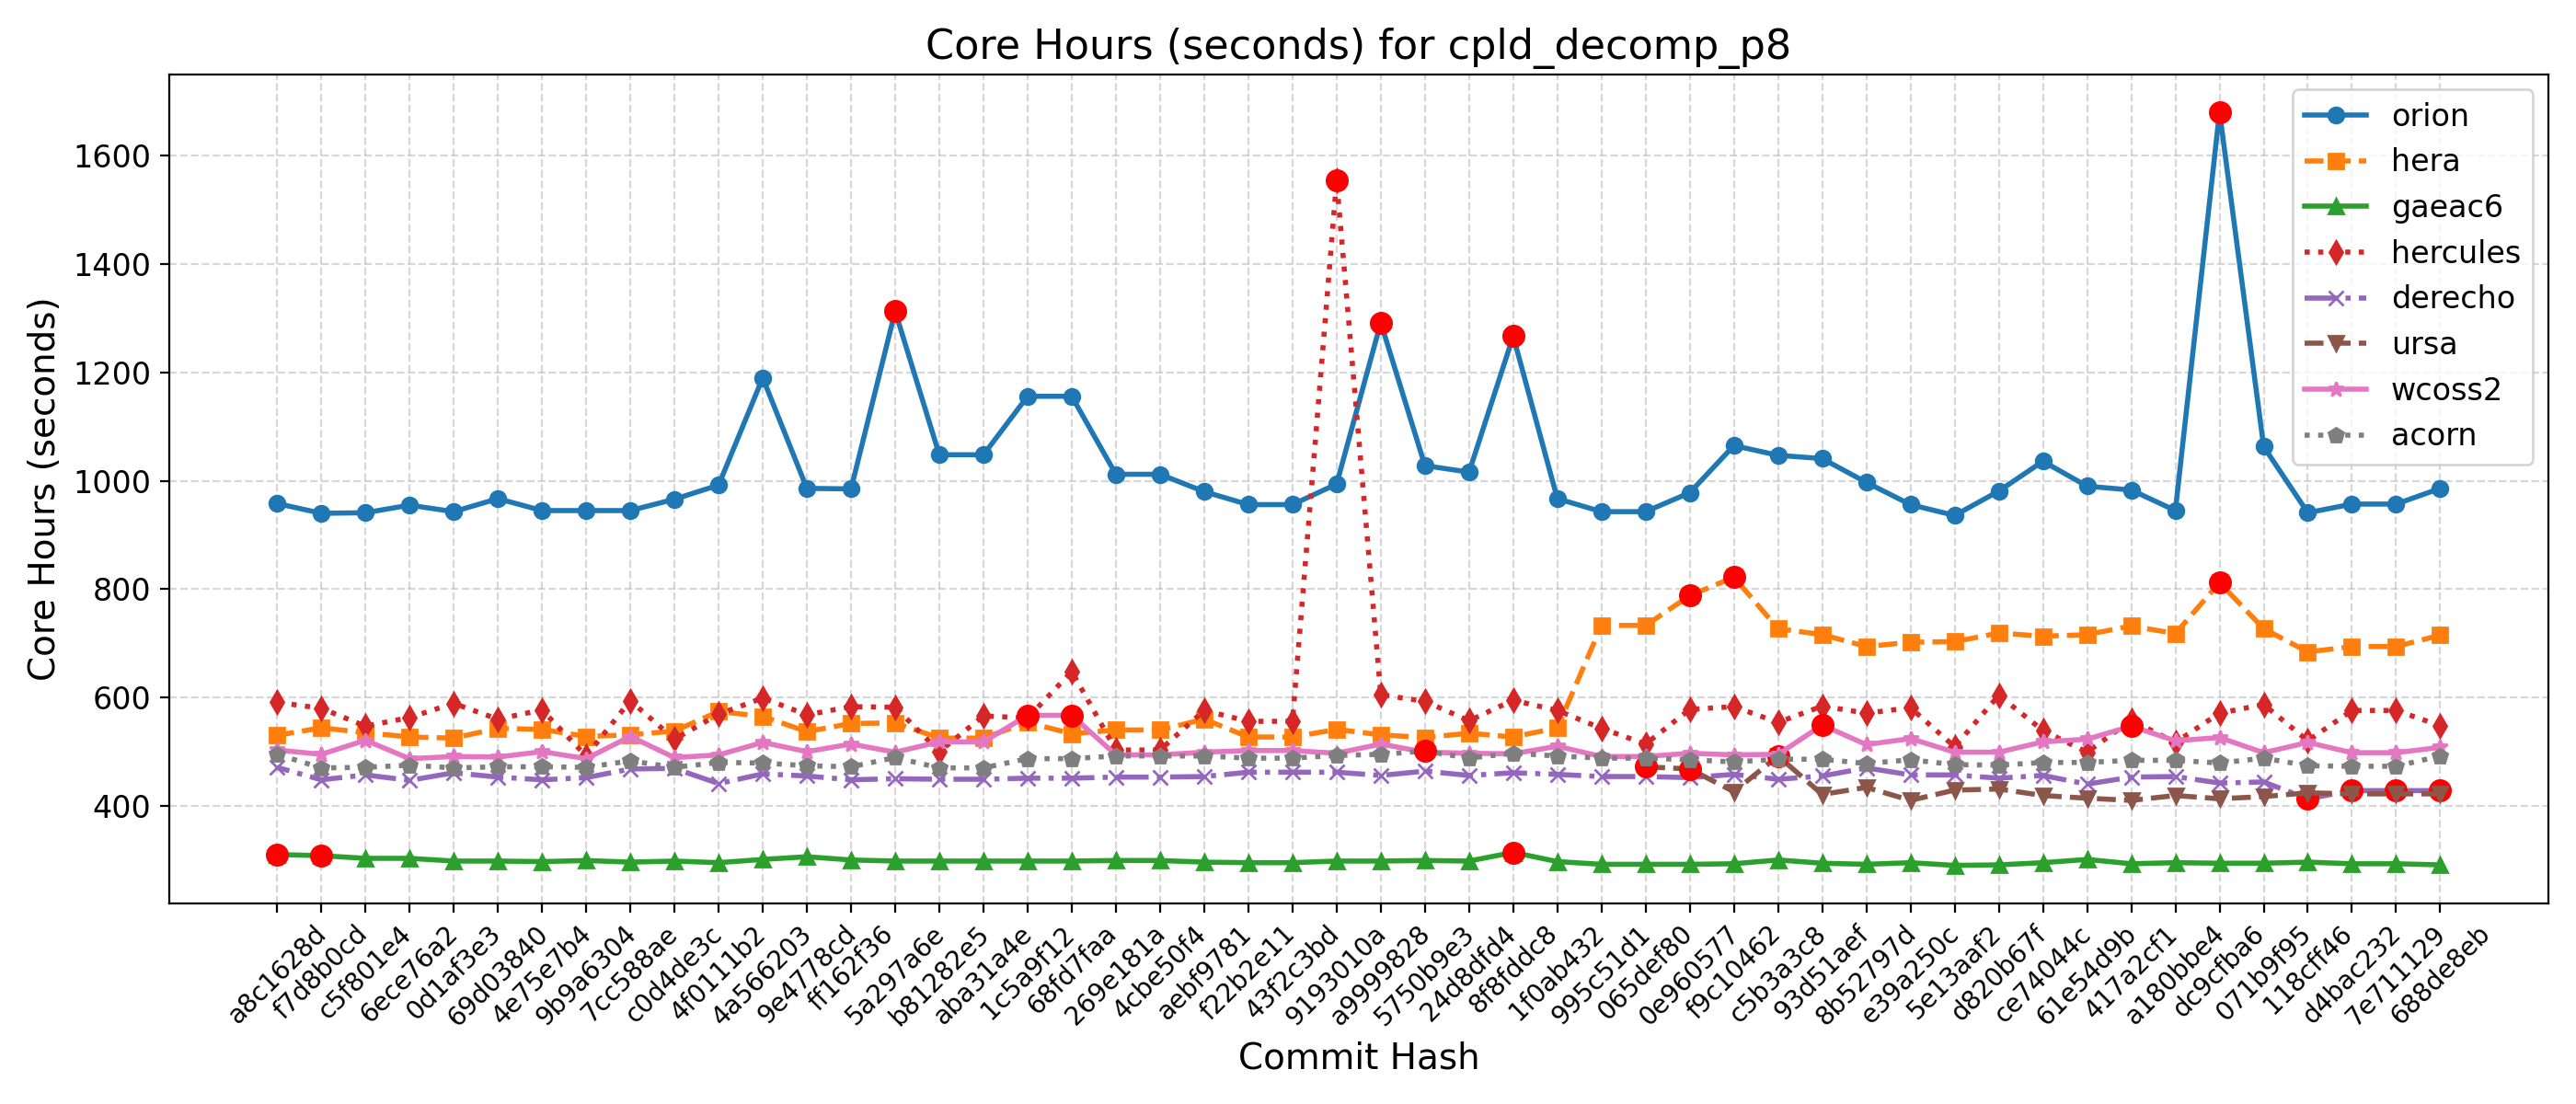 Core Hours (seconds) for cpld_decomp_p8
Core Hours (seconds)
1600
1400
1200
1000
800
600
400
orion
hera
gaeac6
hercules
derecho
ursa
wcoss2
acorn
a8c1628d
f7d8b0cd
c5f801e4
6ece76a2
0d1af3e3
69d03840
4e75e7b4
9b9a6304
7cc588ae
c0d4de3c
4f0111b2
4a566203
9e4778cd
ff162f36
5a297a6e
b81282e5
aba31a4e
1c5a9f12
68fd7faa
269e181a
4cbe50f4
aebf9781
f22b2e11
43f2c3bd
9193010a
a9999828
5750b9e3
24d8dfd4
8f8fddc8
1f0ab432
995c51d1
065def80
0e960577
f9c10462
c5b3a3c8
93d51aef
8b52797d
e39a250c
5e13aaf2
d820b67f
ce74044c
61e54d9b
417a2cf1
a180bbe4
dc9cfba6
071b9f95
118cff46
d4bac232
7e711129
688de8eb
Commit Hash